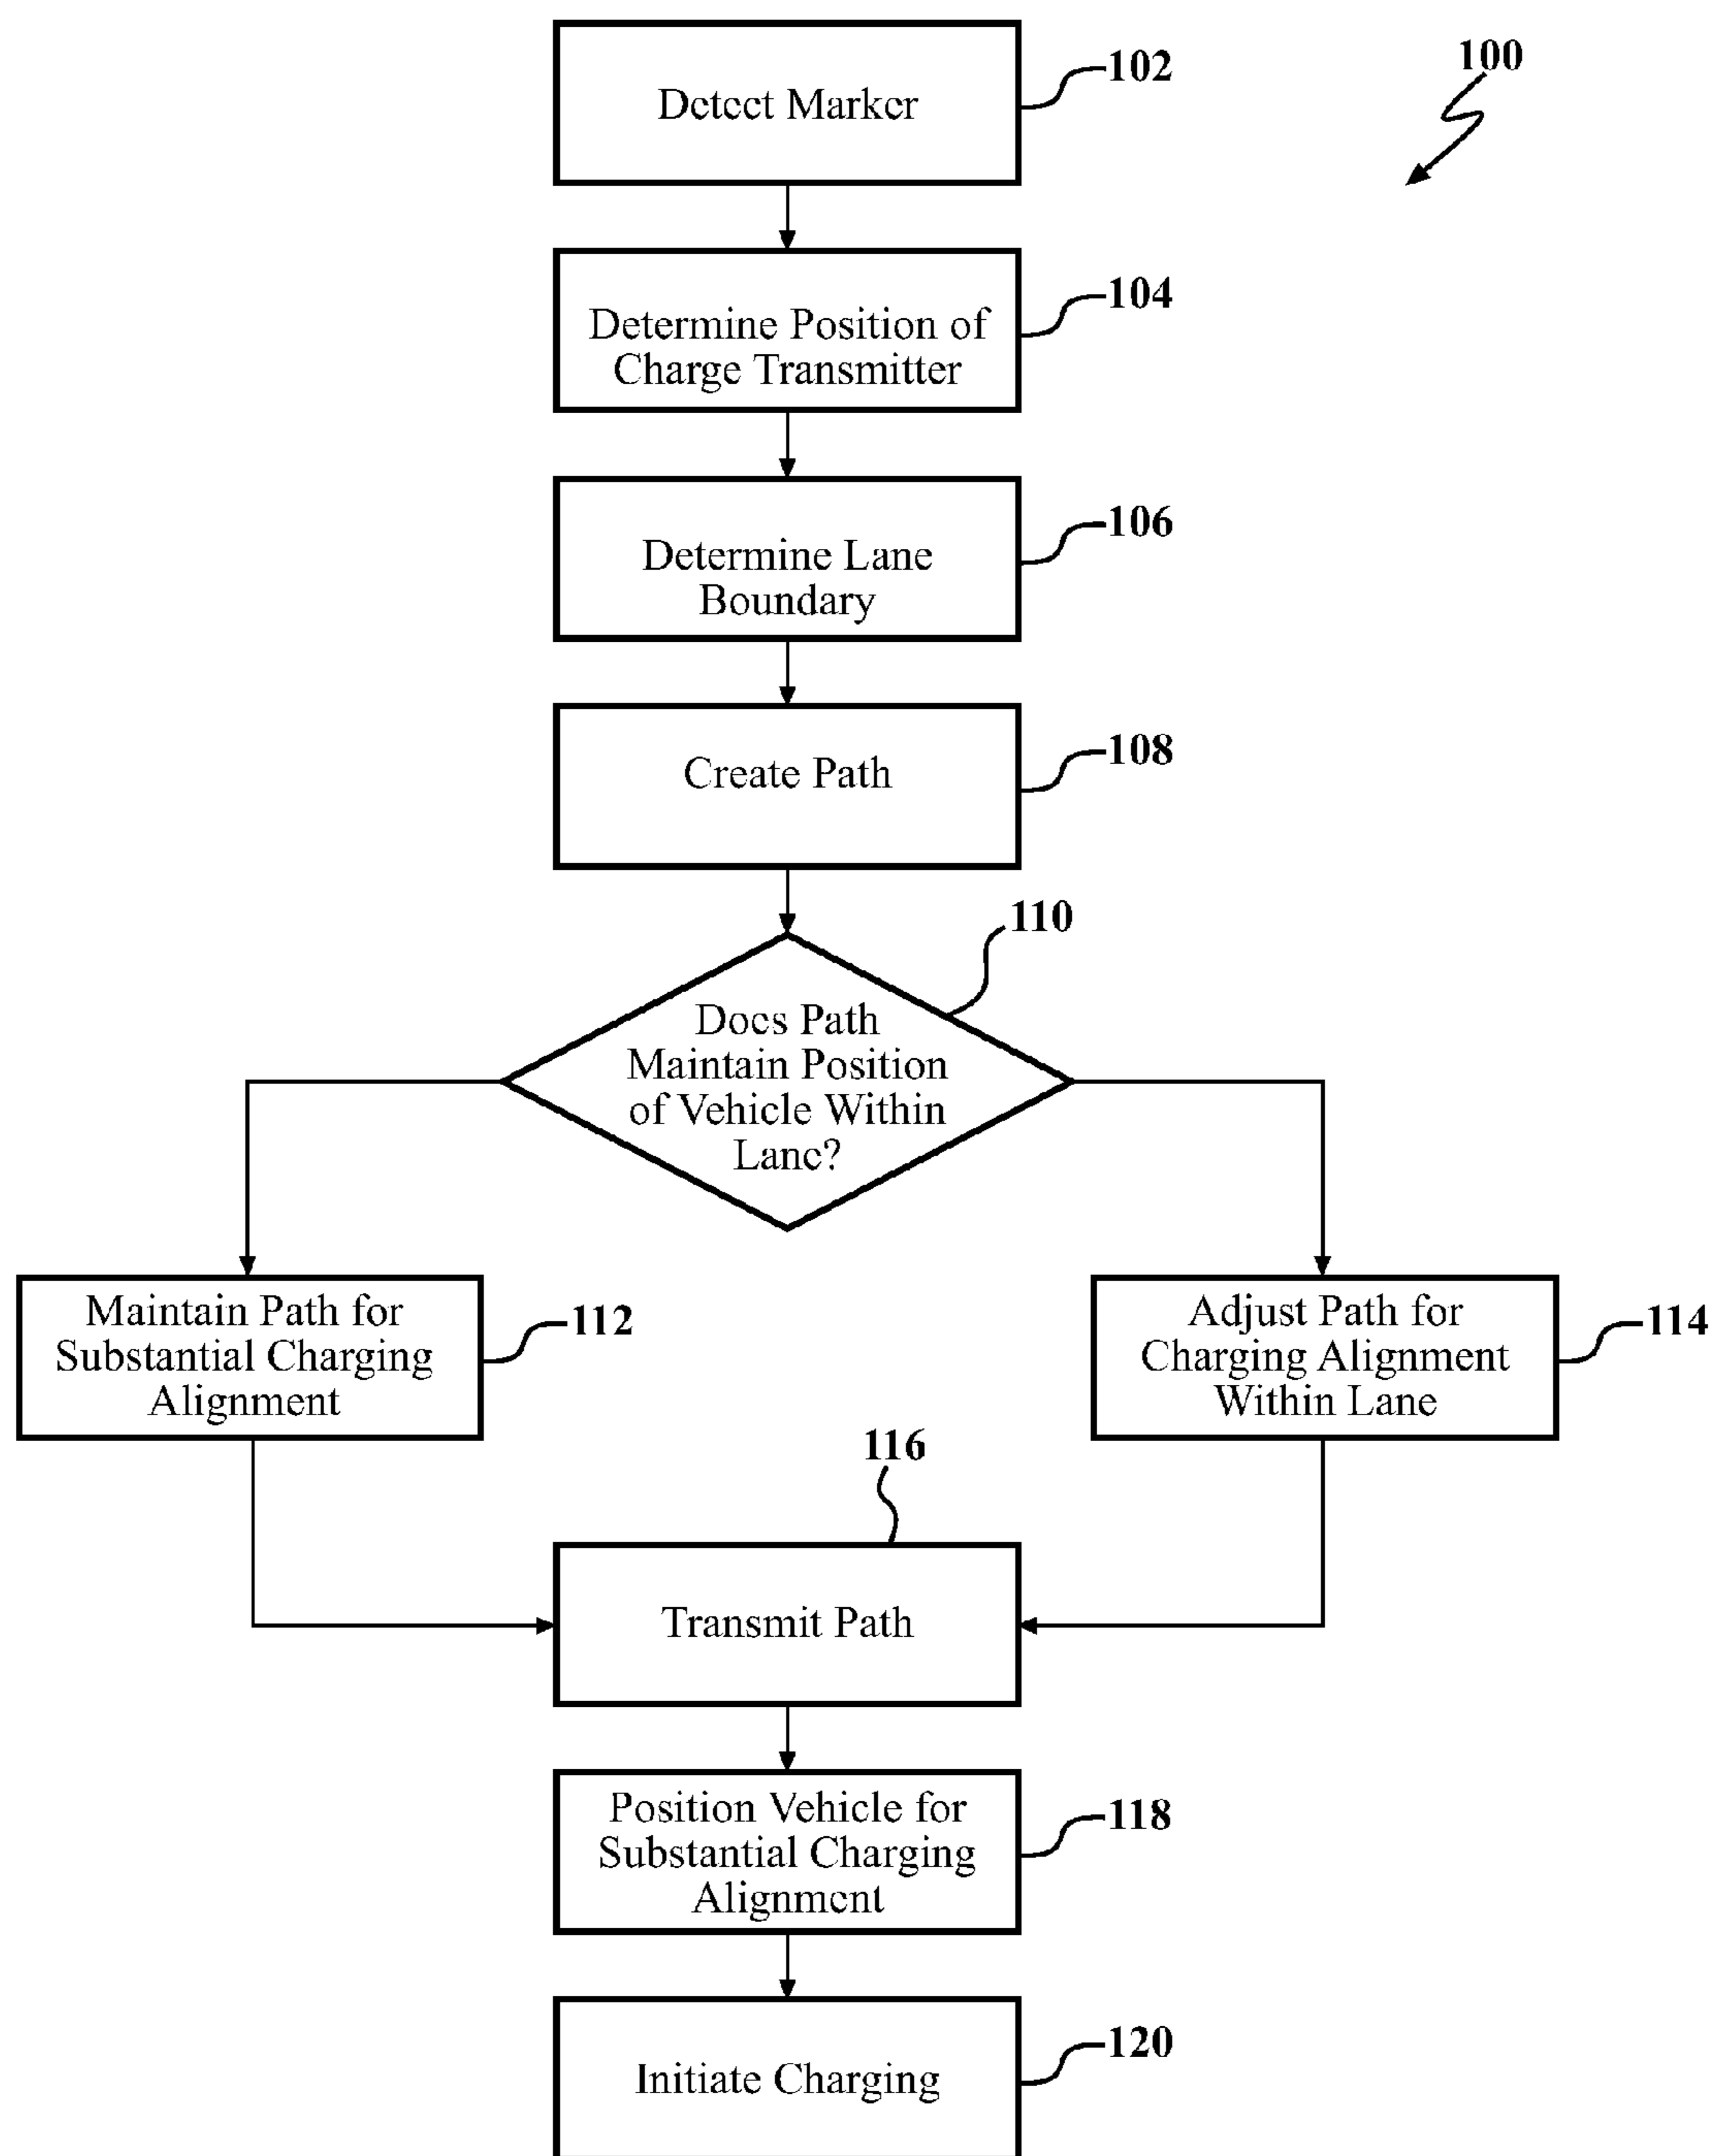 100
Detect Marker
102
Determine Position of
Charge Transmitter
104
Determine Lane
Boundary
106
Create Path
108
110
Does Path
Maintain Position
of Vehicle Within
Lane?
Maintain Path for
Substantial Charging
Alignment
112
Adjust Path for
Charging Alignment
Within Lane
114
116
Transmit Path
Position Vehicle for
Substantial Charging
Alignment
118
Initiate Charging
120